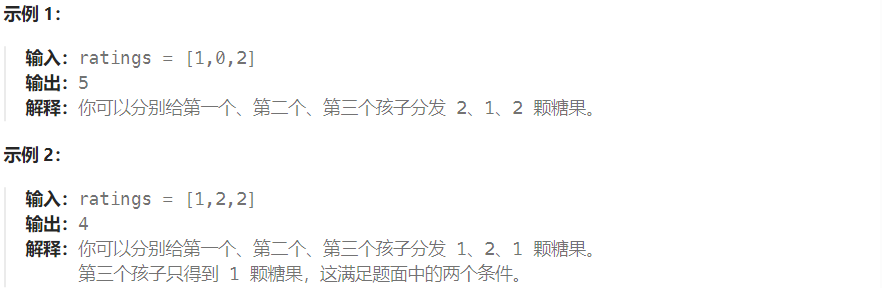 示例 1：
输入：ratings = [1,0,2]
输出：5
解释：你可以分别给第一个、第二个、第三个孩子分发 2、1、2 颗糖果。
示例 2：
输入：ratings = [1,2,2]
输出：4
解释：你可以分别给第一个、第二个、第三个孩子分发 1、2、1 颗糖果。
第三个孩子只得到 1 颗糖果，这满足题面中的两个条件。